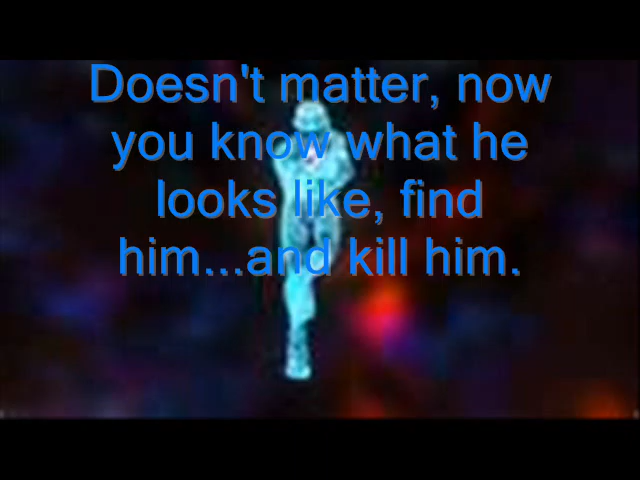 Doesn't matter, now
you know what he
looks like, find
him...and kill him.